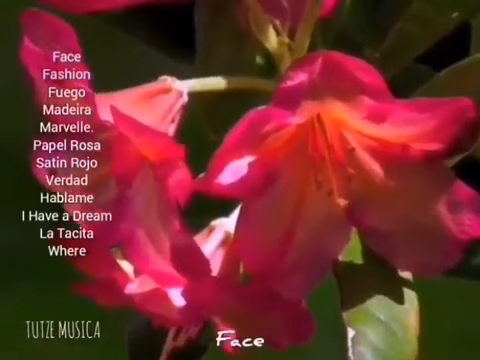 Face
Fashion
Fuego
Madeira
Marvelle.
Papel Rosa
Satin Rojo
Verdad
Hablame
I Have a Dream
La Tacita
Where
TUTZE MUSICA
Face